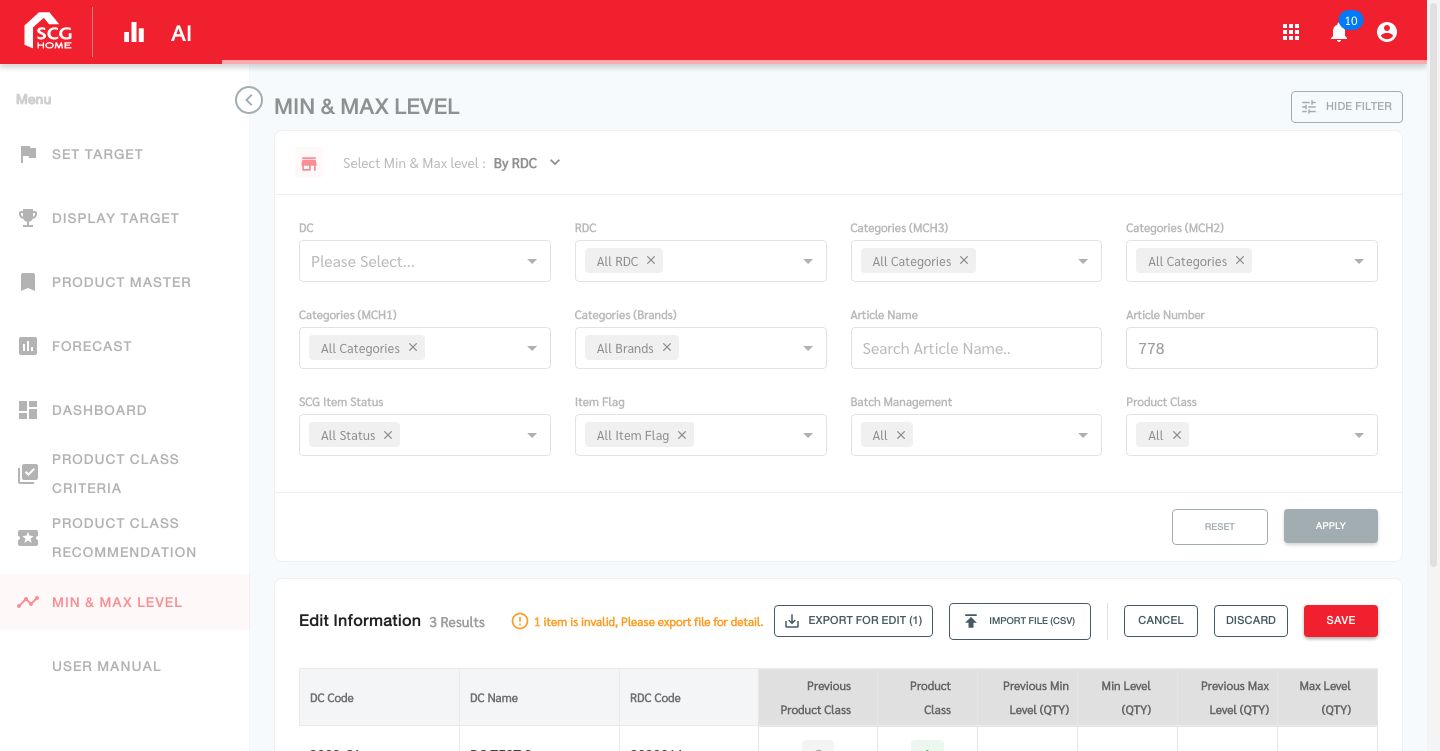 SCG
HOME
AI
10
Menu
SET TARGET
DISPLAY TARGET
PRODUCT MASTER
FORECAST
DASHBOARD
PRODUCT CLASS
CRITERIA
PRODUCT CLASS
RECOMMENDATION
MIN & MAX LEVEL
USER MANUAL
MIN & MAX LEVEL
HIDE FILTER
Select Min & Max level : By RDC
DC
RDC
Categories (MCH3)
Categories (MCH2)
Please Select...
All RDC
All Categories
All Categories
Categories (MCH1)
Categories (Brands)
Article Name
Article Number
All Categories
All Brands
Search Article Name..
778
SCG Item Status
Item Flag
Batch Management
Product Class
All Status
All Item Flag
All
All
RESET
APPLY
Edit Information 3 Results
1 item is invalid, Please export file for detail.
EXPORT FOR EDIT (1)
IMPORT FILE (CSV)
CANCEL
DISCARD
SAVE
DC Code
DC Name
RDC Code
Previous
Product Class
Product
Class
Previous Min
Level (QTY)
Min Level
(QTY)
Previous Max
Level (QTY)
Max Level
(QTY)